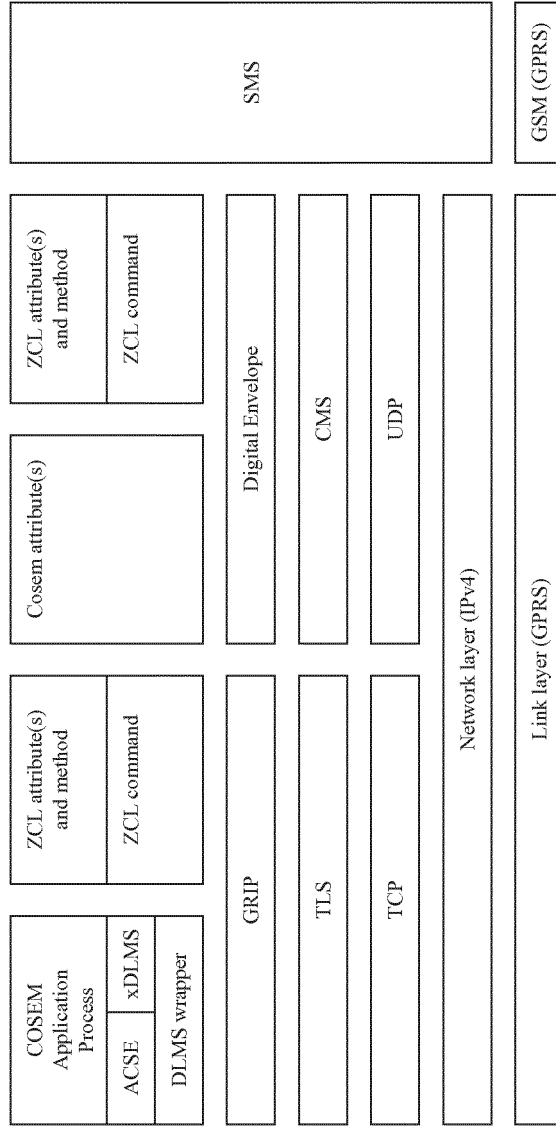 COSEM
Application
Process
ACSE
xDLMS
DLMS wrapper
ZCL attribute(s)
and method
ZCL command
Cosem attribute(s)
ZCL attribute(s)
and method
ZCL command
SMS
GRIP
Digital Envelope
TLS
CMS
TCP
UDP
Network layer (IPv4)
Link layer (GPRS)
GSM (GPRS)